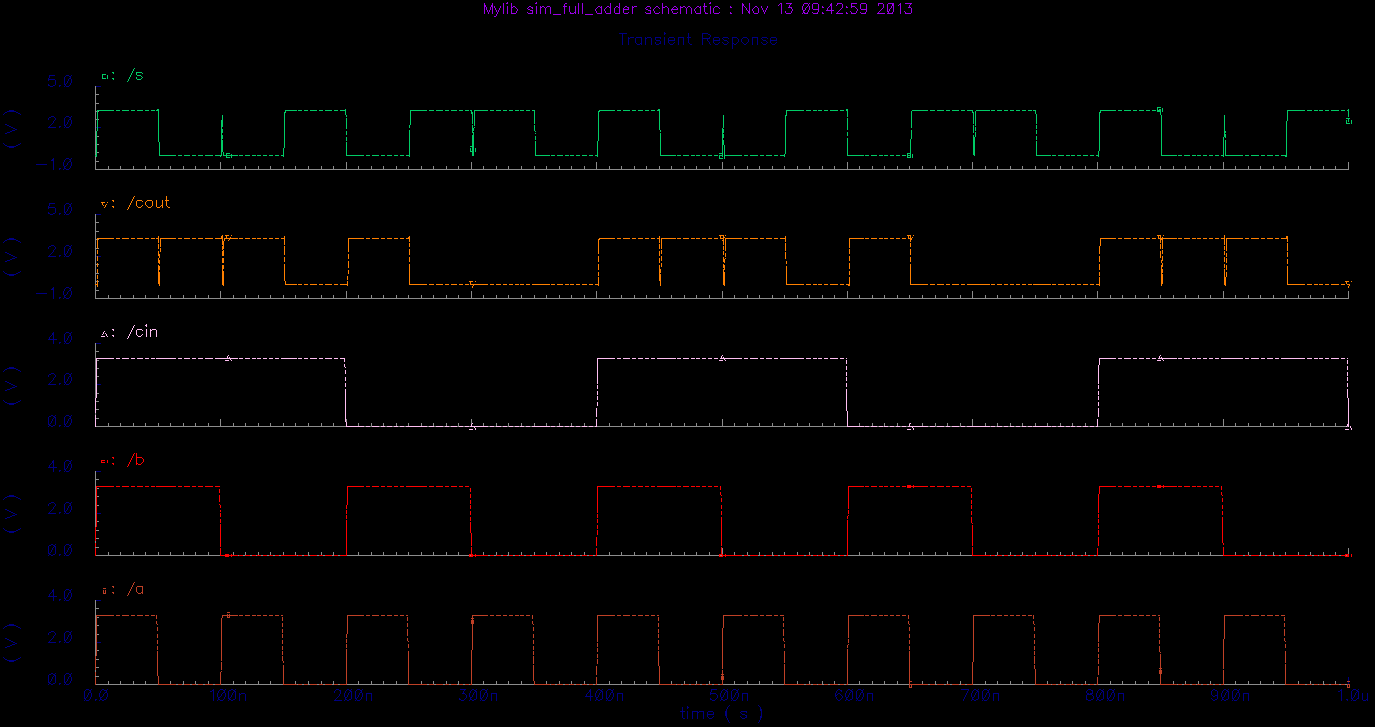 Mylib sim_full_adder schematic : Nov 13 09:42:59 2013
Transient Response
: /s
5.0
2.0
-1.0
(V)
: /cout
5.0
2.0
-1.0
(V)
: /cin
4.0
2.0
0.0
(V)
: /b
4.0
2.0
0.0
(V)
: /a
4.0
2.0
0.0
(V)
0.0 100n 200n 300n 400n 500n 600n 700n 800n 900n 1.0u
time ( s )